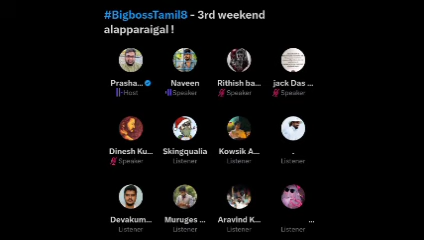 #BigbossTamil8 - 3rd weekend
alapparaigal !
Prasha... Naveen Rithish ba... jack Das ...
Host Speaker Speaker Speaker
Dinesh Ku... Skingqualia Kowsik A... .
Speaker Listener Listener Listener
Devakum... Muruges ... Aravind K... ...
Listener Listener Listener Listener